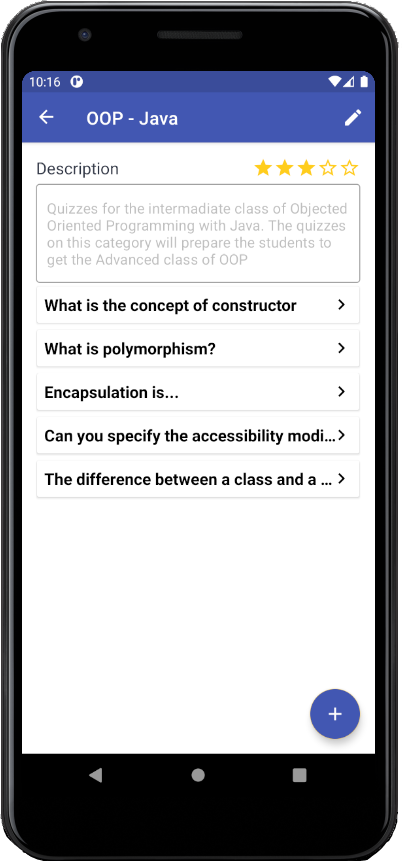 10:16
OOP - Java
Description
Quizzes for the intermadiate class of Objected
Oriented Programming with Java. The quizzes
on this category will prepare the students to
get the Advanced class of OOP
What is the concept of constructor
What is polymorphism?
Encapsulation is...
Can you specify the accessibility modi...
The difference between a class and a ...